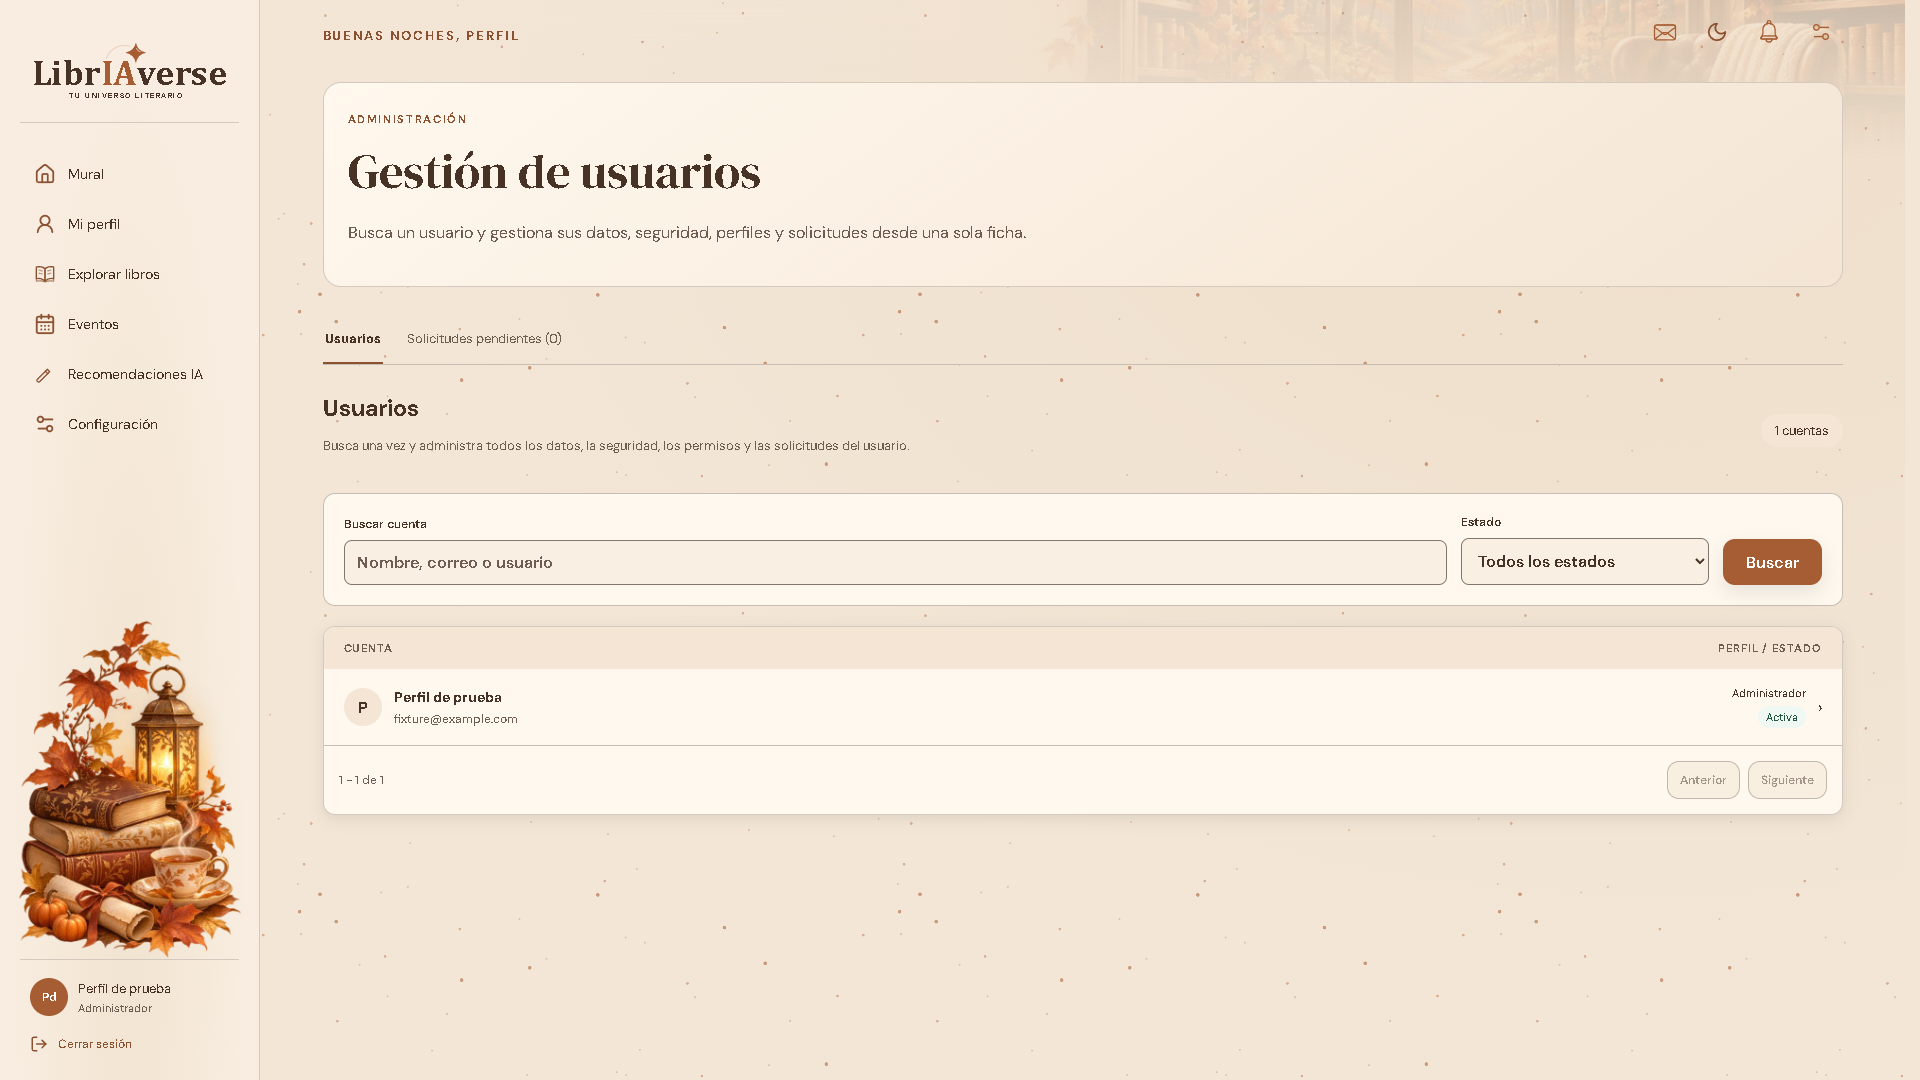 LibrIAverse
TU UNIVERSO LITERARIO
Mural
Mi perfil
Explorar libros
Eventos
Recomendaciones IA
Configuración
Perfil de prueba
Pd
Administrador
Cerrar sesión
BUENAS NOCHES, PERFIL
ADMINISTRACIÓN
Gestión de usuarios
Busca un usuario y gestiona sus datos, seguridad, perfiles y solicitudes desde una sola ficha.
Usuarios
Solicitudes pendientes (0)
Usuarios
Busca una vez y administra todos los datos, la seguridad, los permisos y las solicitudes del usuario.
1 cuentas
Buscar cuenta
Nombre, correo o usuario
Estado
Todos los estados
Buscar
CUENTA
PERFIL / ESTADO
P
Perfil de prueba
fixture@example.com
Administrador
Activa
1 – 1 de 1
Anterior
Siguiente